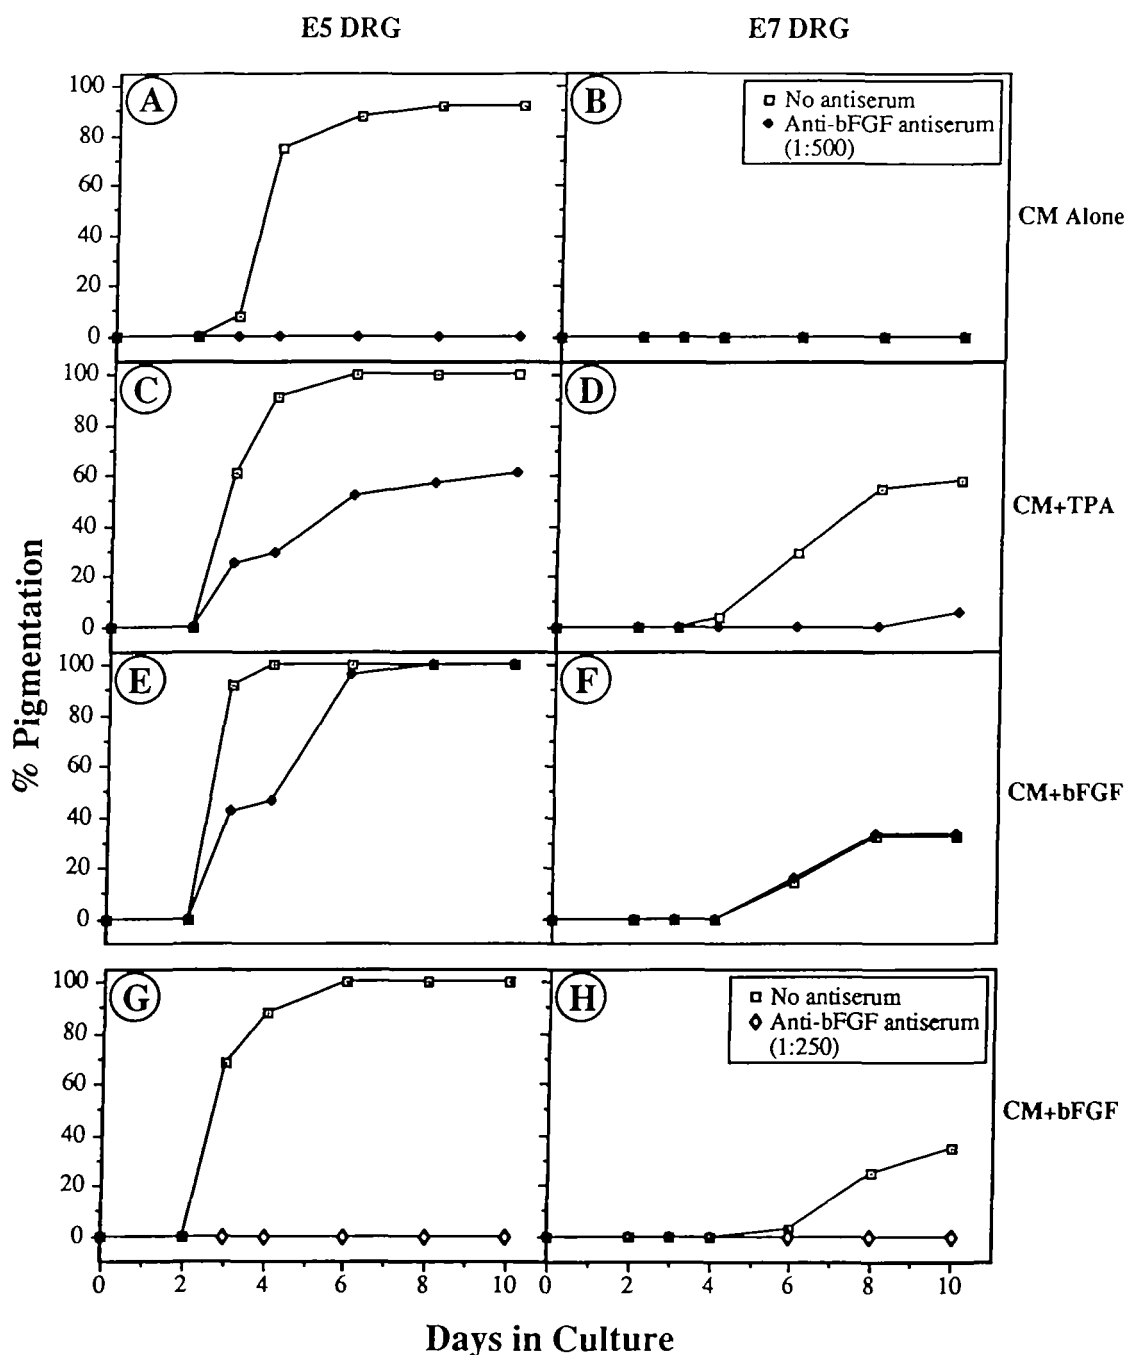 E5 DRG
E7 DRG
A
B
No antiserum
Anti-bFGF antiserum
(1:500)
100
80
60
40
20
0
CM Alone
C
D
100
80
60
40
20
0
CM+TPA
E
F
100
80
60
40
20
0
CM+bFGF
G
H
No antiserum
Anti-bFGF antiserum
(1:250)
100
80
60
40
20
0
CM+bFGF
0 2 4 6 8 10
0 2 4 6 8 10
% Pigmentation
Days in Culture